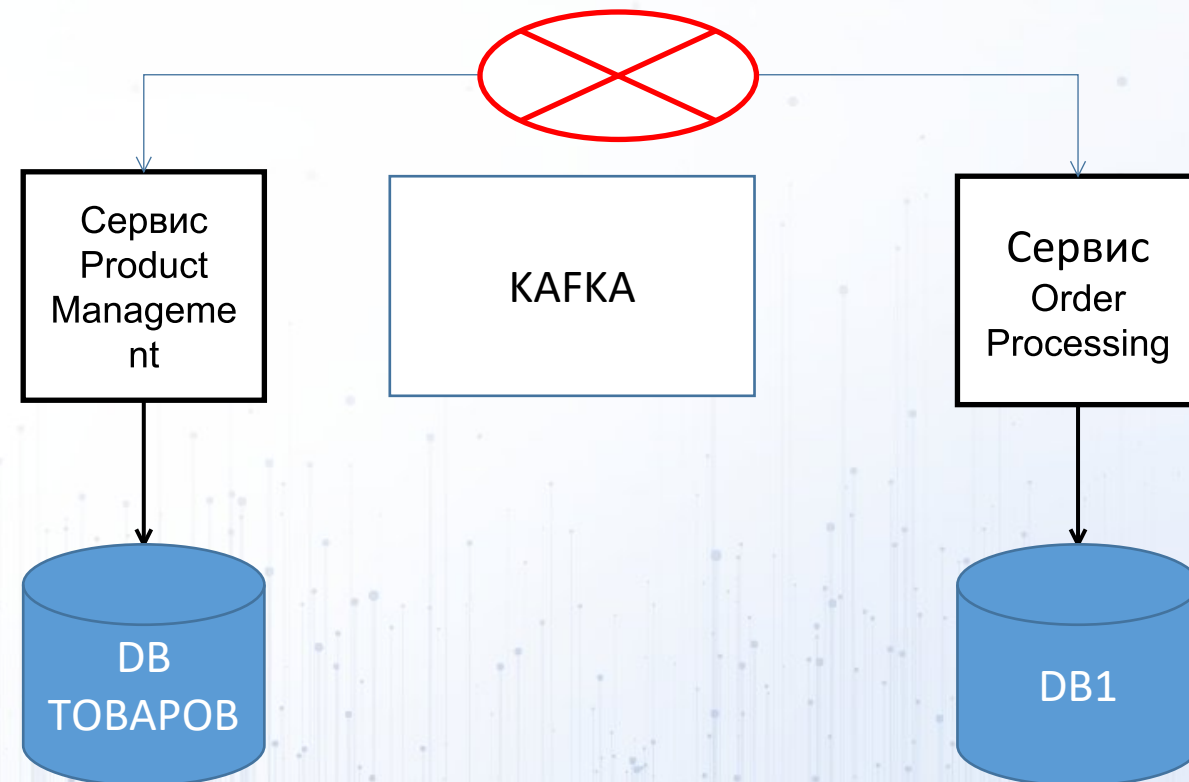 Сервис
Product
Manageme
nt
KAFKA
Сервис
Order
Processing
DB
ТОВАРОВ
DB1